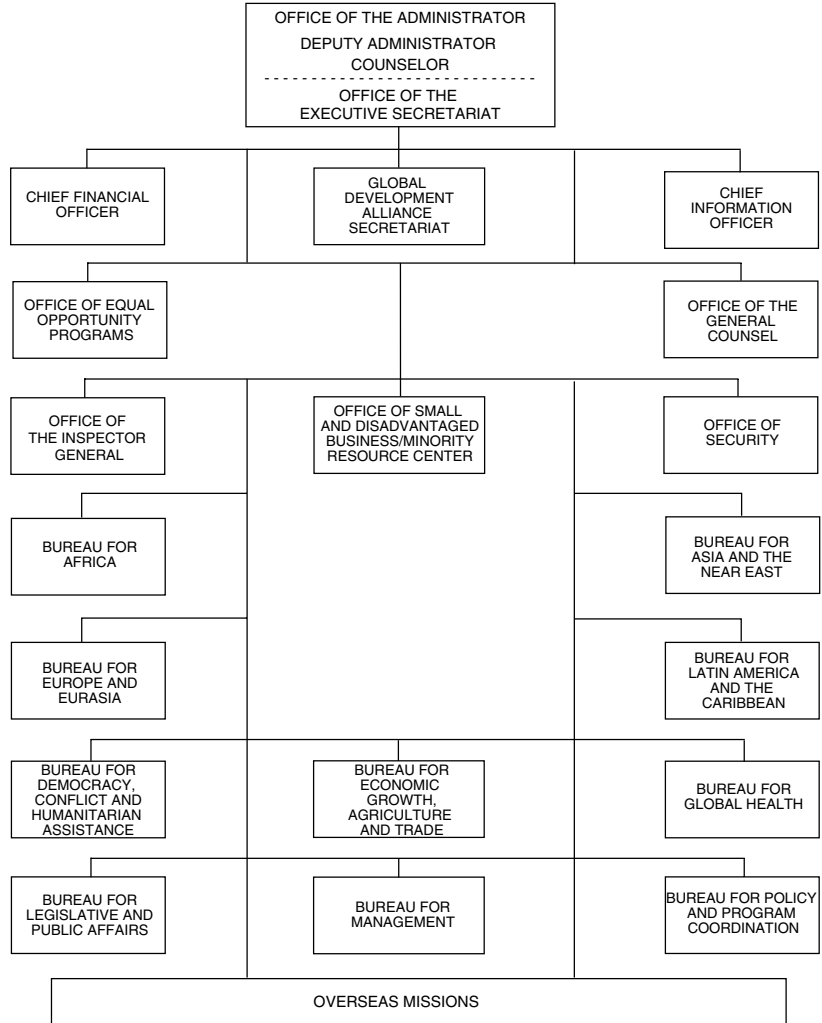 OFFICE OF THE ADMINISTRATOR
DEPUTY ADMINISTRATOR
COUNSELOR
OFFICE OF THE
EXECUTIVE SECRETARIAT
CHIEF FINANCIAL
OFFICER
GLOBAL
DEVELOPMENT
ALLIANCE
SECRETARIAT
CHIEF
INFORMATION
OFFICER
OFFICE OF EQUAL
OPPORTUNITY
PROGRAMS
OFFICE OF THE
GENERAL
COUNSEL
OFFICE OF
THE INSPECTOR
GENERAL
OFFICE OF SMALL
AND DISADVANTAGED
BUSINESS/MINORITY
RESOURCE CENTER
OFFICE OF
SECURITY
BUREAU FOR
AFRICA
BUREAU FOR
ASIA AND THE
NEAR EAST
BUREAU FOR
EUROPE AND
EURASIA
BUREAU FOR
LATIN AMERICA
AND THE
CARIBBEAN
BUREAU FOR
DEMOCRACY,
CONFLICT AND
HUMANITARIAN
ASSISTANCE
BUREAU FOR
ECONOMIC
GROWTH,
AGRICULTURE
AND TRADE
BUREAU FOR
GLOBAL HEALTH
BUREAU FOR
LEGISLATIVE AND
PUBLIC AFFAIRS
BUREAU FOR
MANAGEMENT
BUREAU FOR POLICY
AND PROGRAM
COORDINATION
OVERSEAS MISSIONS